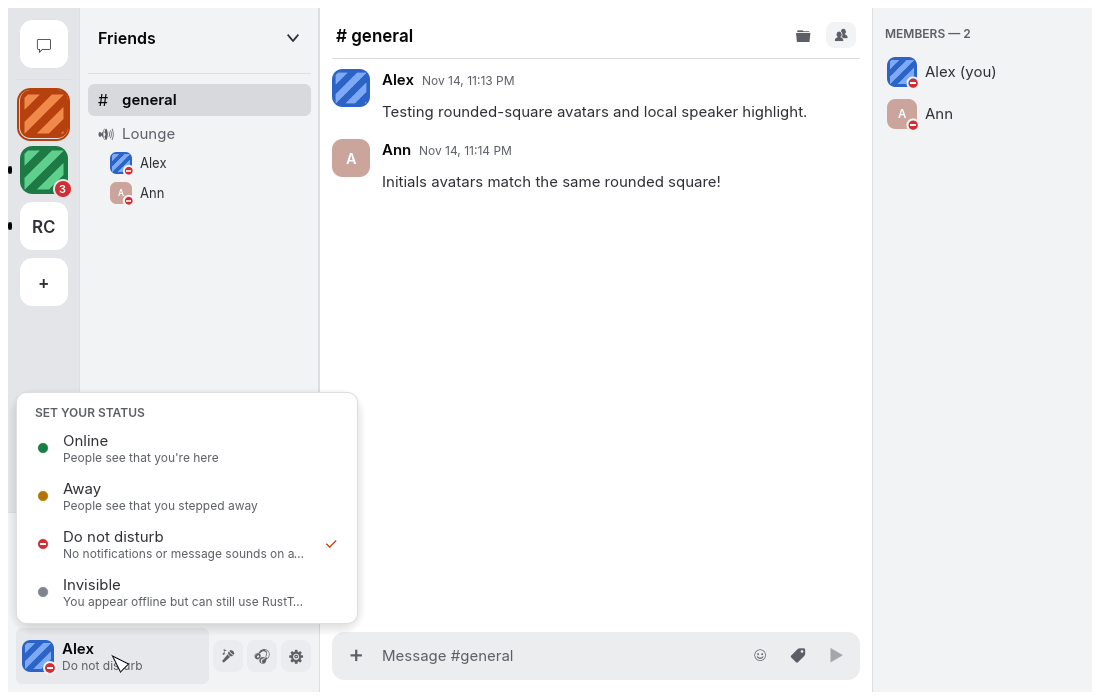 Friends
# general
Lounge
Alex
A
Ann
3
RC
+
SET YOUR STATUS
Online
People see that you're here
Away
People see that you stepped away
Do not disturb
No notifications or message sounds on a...
Invisible
You appear offline but can still use RustT...
Alex
Do not disturb
# general
Alex Nov 14, 11:13 PM
Testing rounded-square avatars and local speaker highlight.
A
Ann Nov 14, 11:14 PM
Initials avatars match the same rounded square!
+ Message #general
MEMBERS — 2
Alex (you)
A
Ann